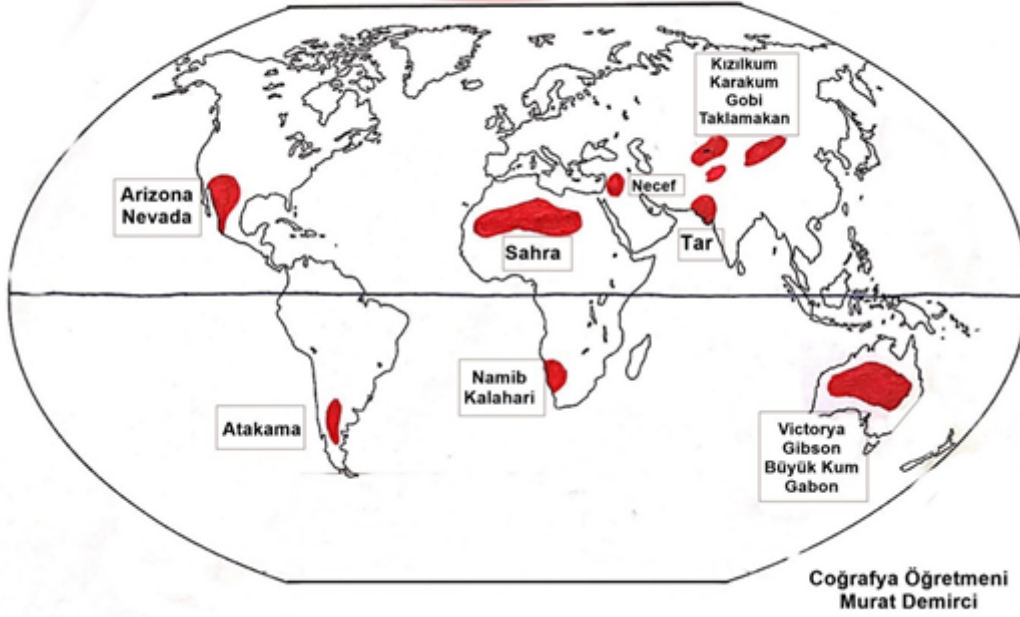 Kızılkum
Karakum
Gobi
Taklamakan
Arizona
Nevada
Necef
Sahra
Tar
Namib
Kalahari
Atakama
Victorya
Gibson
Büyük Kum
Gabon
Coğrafya Öğretmeni
Murat Demirci